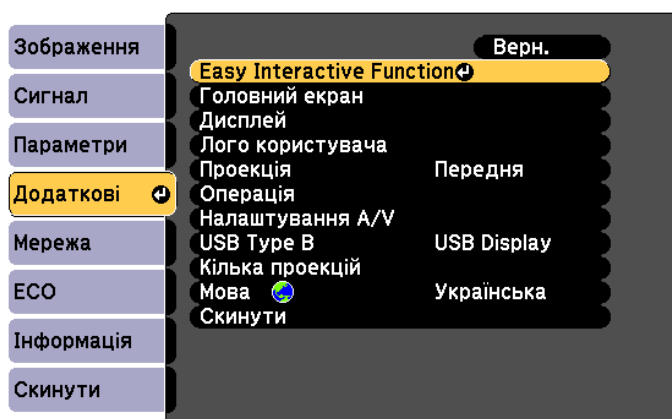 Зображення
Сигнал
Параметри
Додаткові
Мережа
ECO
Інформація
Скинути
Верн.
Easy Interactive Function
Головний екран
Дисплей
Лого користувача
Проекція Передня
Операція
Налаштування A/V
USB Type B USB Display
Кілька проекцій
Мова Українська
Скинути